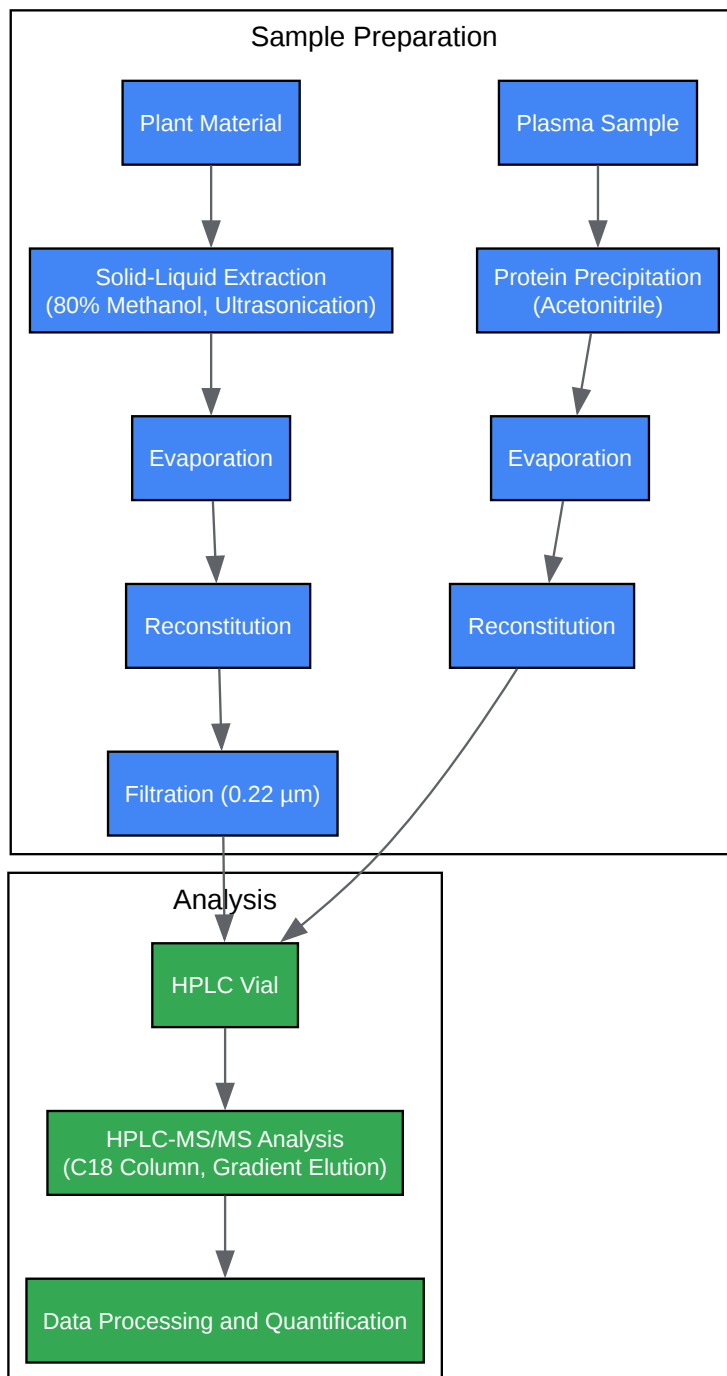 Sample Preparation
Plant Material
Plasma Sample
Solid-Liquid Extraction
(80% Methanol, Ultrasonication)
Protein Precipitation
(Acetonitrile)
Evaporation
Evaporation
Reconstitution
Reconstitution
Filtration (0.22 µm)
Analysis
HPLC Vial
HPLC-MS/MS Analysis
(C18 Column, Gradient Elution)
Data Processing and Quantification